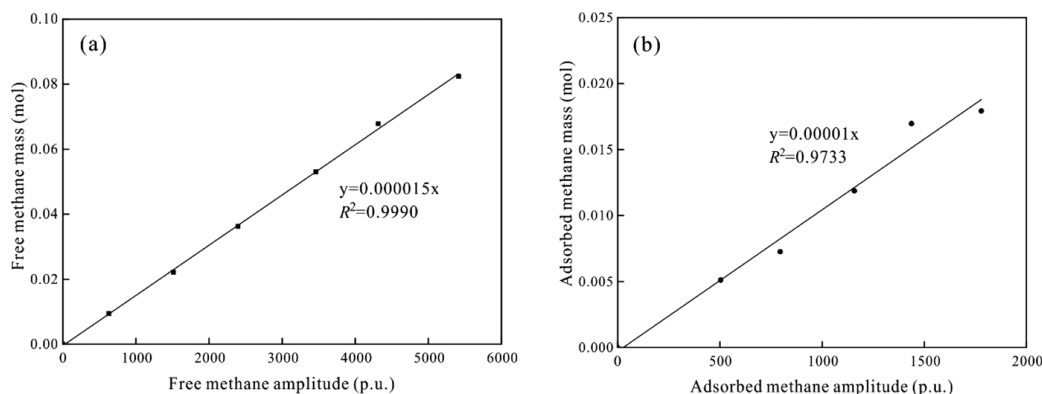 (a)
Free methane mass (mol)
0.10
0.08
0.06
0.04
0.02
0.00
y=0.000015x
R²=0.9990
0 1000 2000 3000 4000 5000 6000
Free methane amplitude (p.u.)
(b)
Adsorbed methane mass (mol)
0.025
0.020
0.015
0.010
0.005
0.000
y=0.00001x
R²=0.9733
0 500 1000 1500 2000
Adsorbed methane amplitude (p.u.)